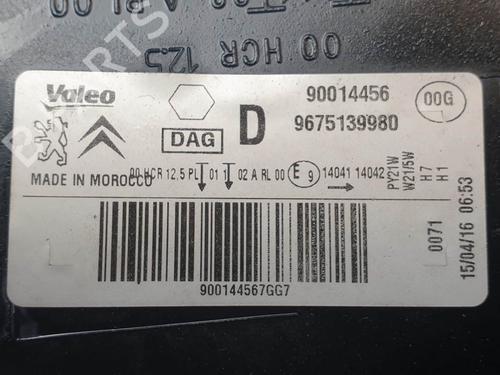 00 HCR 12.5
Valeo
DAG
D
90014456
9675139980
00G
MADE IN MOROCCO
00 HCR 12.5 PL 01 1 02 A RL 00 E 9 14041 14042
PY21W
W21/5W
H7
H1
0071
15/04/16 06:53
900144567GG7